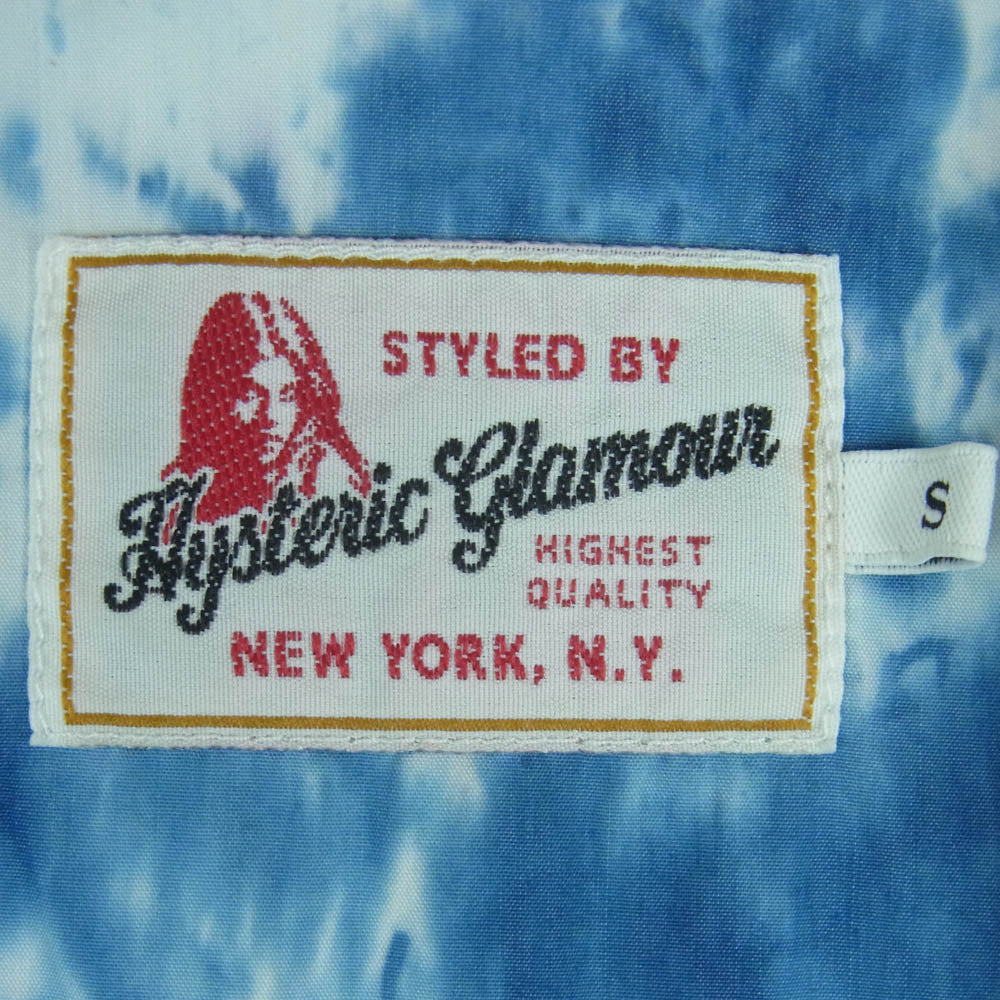 STYLED BY
Hysteric Glamour
HIGHEST
QUALITY
NEW YORK, N.Y.
S